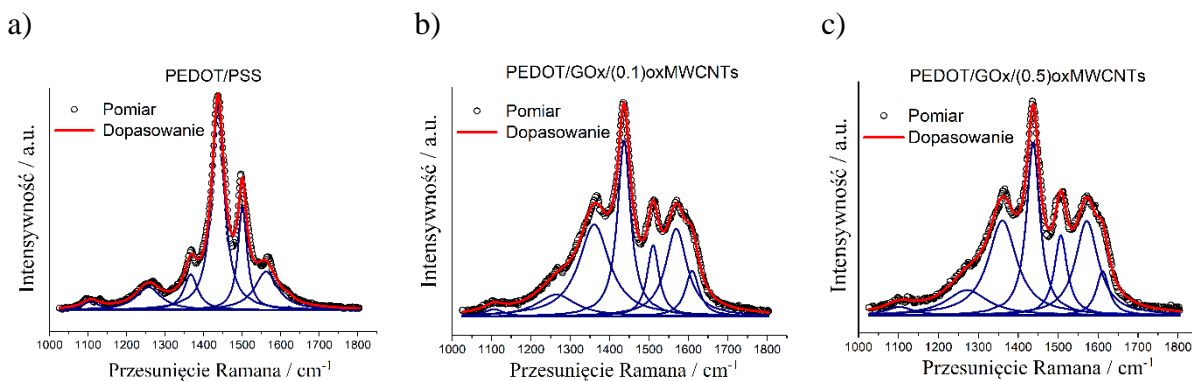 a)
PEDOT/PSS
Pomiar
Dopasowanie
Intensywność / a.u.
1000 1100 1200 1300 1400 1500 1600 1700 1800
Przesunięcie Ramana / cm⁻¹
b)
PEDOT/GOx/(0.1)oxMWCNTs
Pomiar
Dopasowanie
Intensywność / a.u.
1000 1100 1200 1300 1400 1500 1600 1700 1800
Przesunięcie Ramana / cm⁻¹
c)
PEDOT/GOx/(0.5)oxMWCNTs
Pomiar
Dopasowanie
Intensywność / a.u.
1000 1100 1200 1300 1400 1500 1600 1700 1800
Przesunięcie Ramana / cm⁻¹